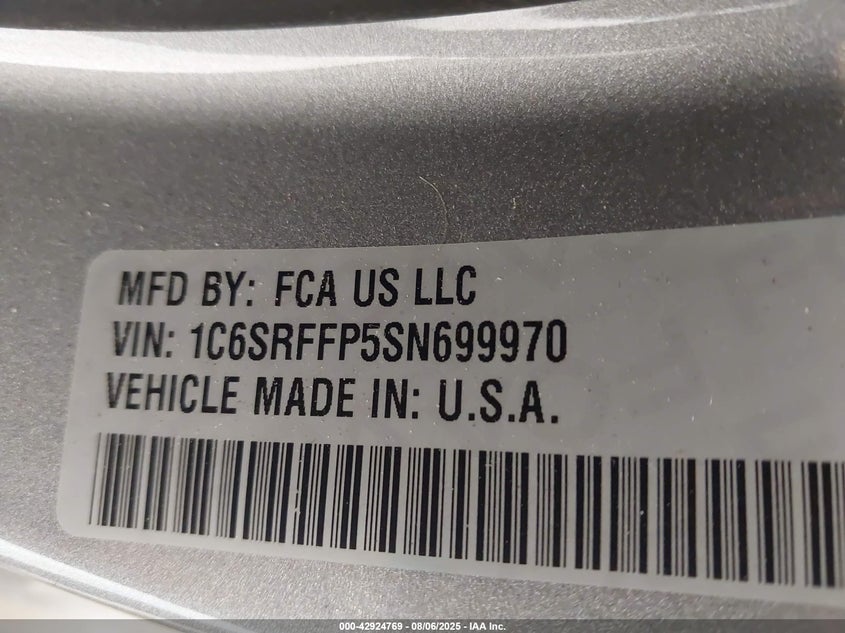 MFD BY: FCA US LLC
VIN: 1C6SRFFP5SN699970
VEHICLE MADE IN: U.S.A.
000-42924769 - 08/06/2025 - IAA Inc.